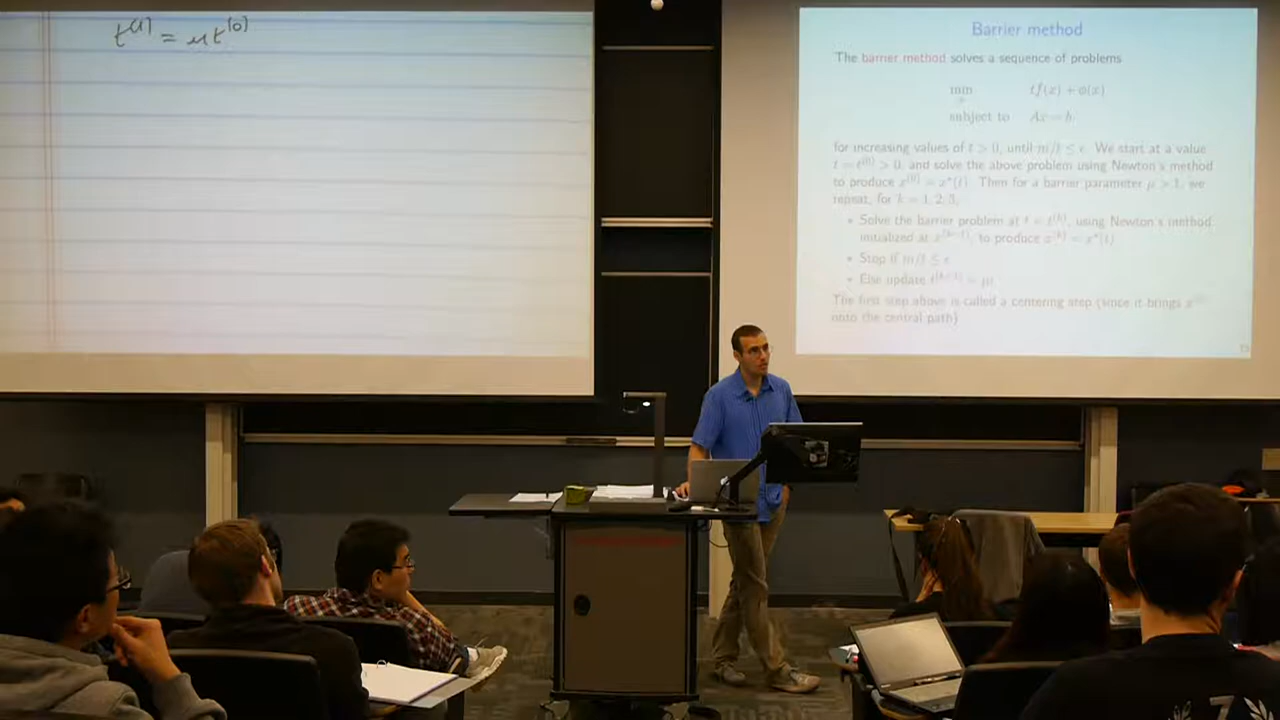 t^(1) = μt^(0)
Barrier method
The barrier method solves a sequence of problems
min tf(x) + φ(x)
x
subject to Ax = b
for increasing values of t > 0, until m/t ≤ ε. We start at a value
t = t^(0) > 0, and solve the above problem using Newton's method
to produce x^(0) = x*(t). Then for a barrier parameter μ > 1, we
repeat, for k = 1, 2, 3,
• Solve the barrier problem at t = t^(k), using Newton's method
initialized at x^(k-1), to produce x^(k) = x*(t)
• Stop if m/t ≤ ε
• Else update t^(k+1) = μt
The first step above is called a centering step (since it brings x^(k)
onto the central path)
7